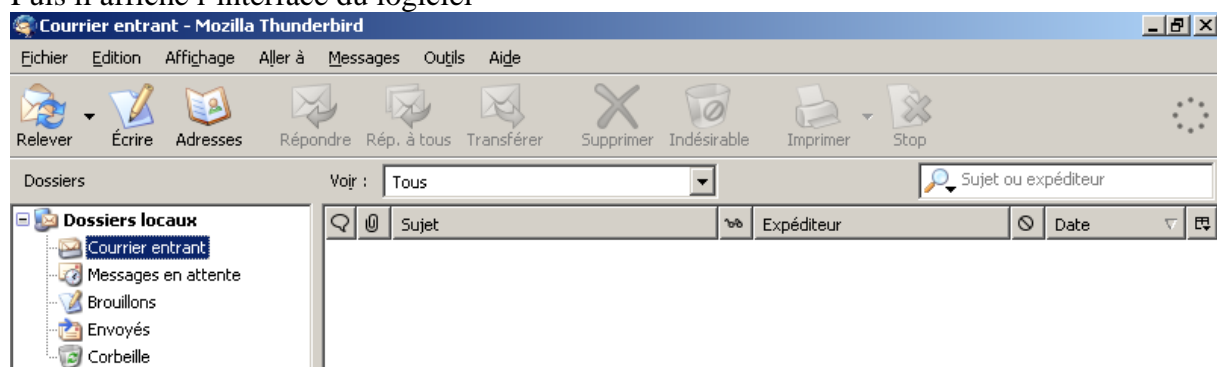 Puis il affiche l'interface du logiciel
Courrier entrant - Mozilla Thunderbird
Fichier Edition Affichage Aller à Messages Outils Aide
Relever Écrire Adresses Répondre Rép. à tous Transférer Supprimer Indésirable Imprimer Stop
Dossiers Voir : Tous Sujet ou expéditeur
Dossiers locaux Sujet Expéditeur Date
Courrier entrant
Messages en attente
Brouillons
Envoyés
Corbeille